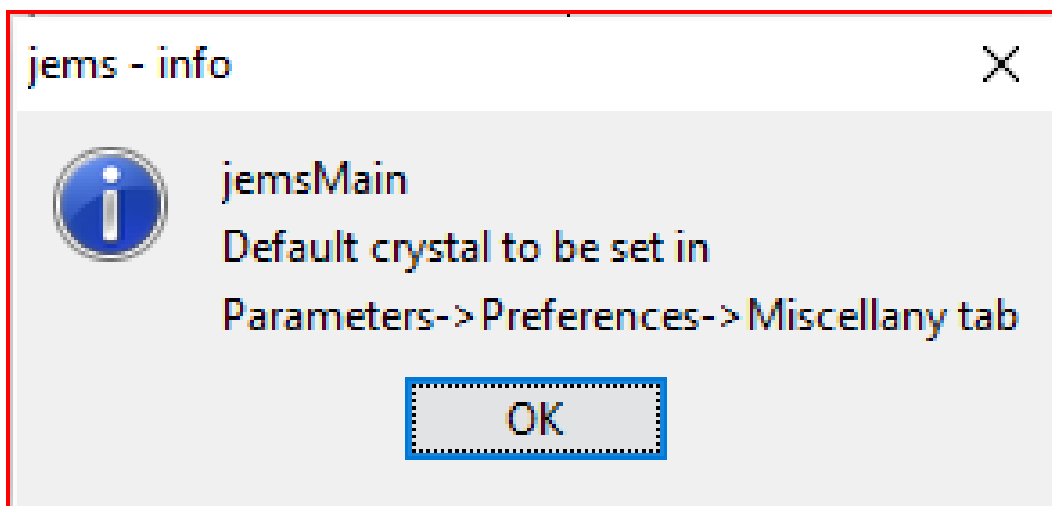 jems - info
jemsMain
Default crystal to be set in
Parameters->Preferences->Miscellany tab
OK